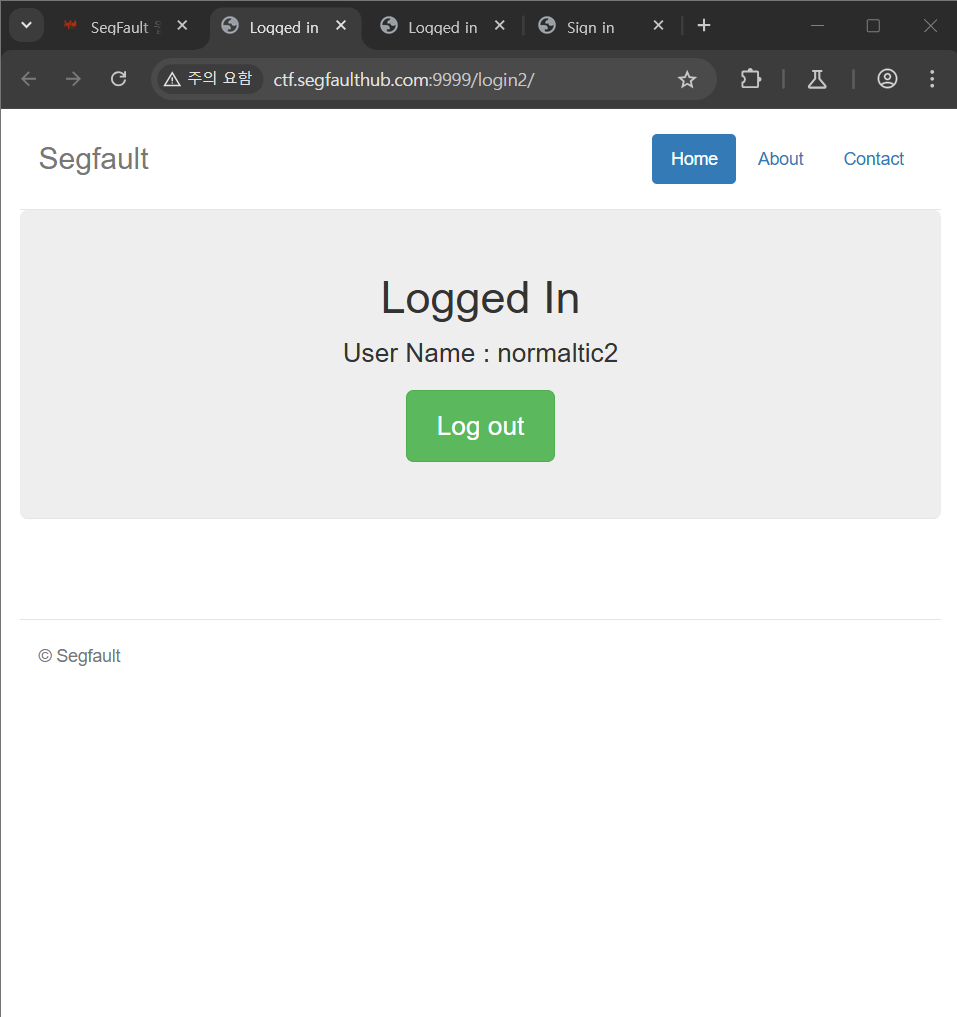 SegFault
Logged in
Logged in
Sign in
주의 요함
ctf.segfaulthub.com:9999/login2/
Segfault
Home
About
Contact
Logged In
User Name : normaltic2
Log out
© Segfault